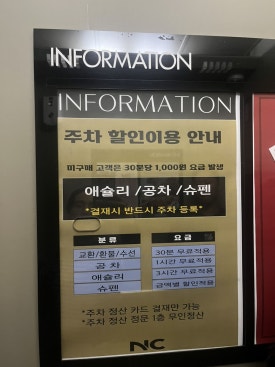 INFORMATION
INFORMATION
주차 할인이용 안내
미구매 고객은 30분당 1,000원 요금 발생
애슐리 /공차 /슈펜
*결재시 반드시 주차 등록*
분류 요금
교환/환불/수선 30분 무료적용
공차 1시간 무료적용
애슐리 3시간 무료적용
슈펜 금액별 할인적용
*주차 정산 카드 결재만 가능
*주차 정산 정문 1층 무인정산
NC